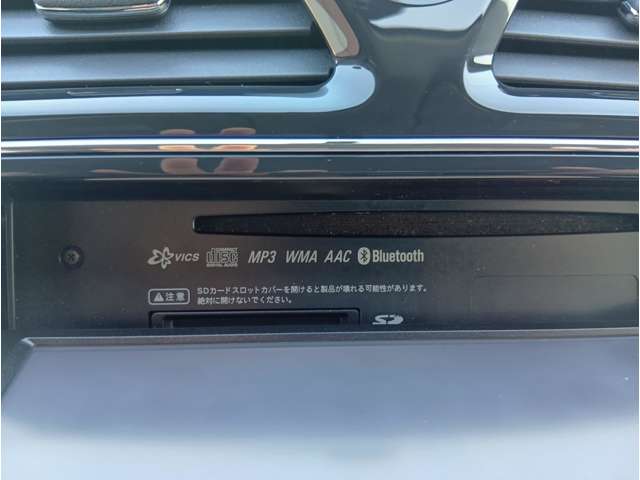 VICS COMPACT disc DIGITAL AUDIO MP3 WMA AAC Bluetooth
⚠注意 SDカードスロットカバーを開けると製品が壊れる可能性があります。
絶対に開けないでください。
SD